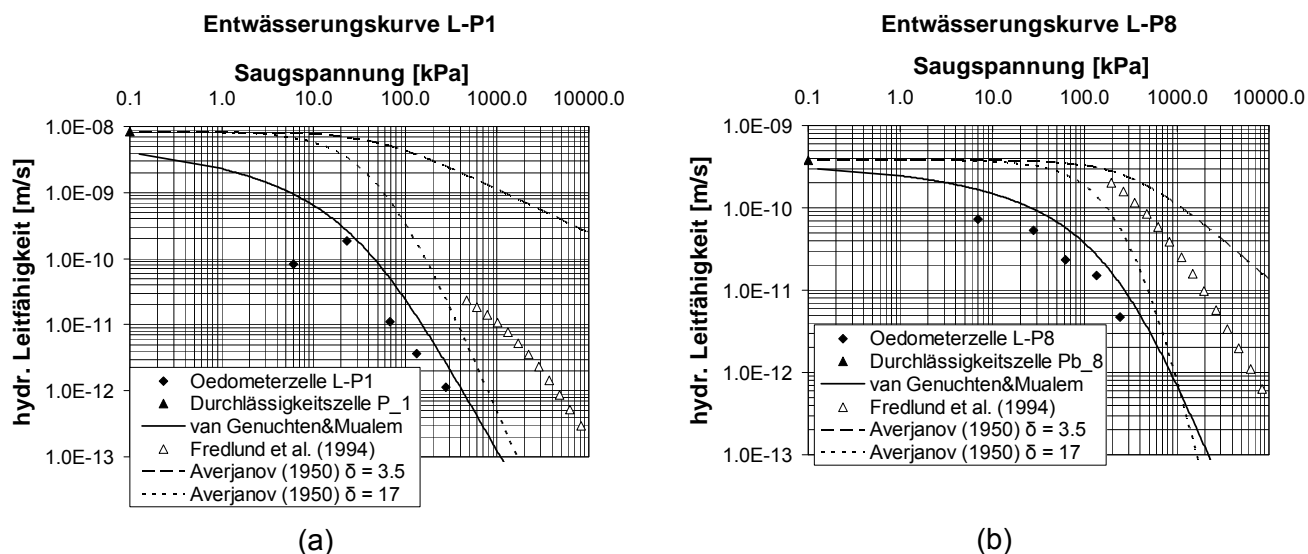 Entwässerungskurve L-P1
Saugspannung [kPa]
0.1 1.0 10.0 100.0 1000.0 10000.0
hydr. Leitfähigkeit [m/s]
1.0E-08
1.0E-09
1.0E-10
1.0E-11
1.0E-12
1.0E-13
Oedometerzelle L-P1
Durchlässigkeitszelle P_1
van Genuchten&Mualem
Fredlund et al. (1994)
Averjanov (1950) δ = 3.5
Averjanov (1950) δ = 17
(a)
Entwässerungskurve L-P8
Saugspannung [kPa]
0.1 1.0 10.0 100.0 1000.0 10000.0
hydr. Leitfähigkeit [m/s]
1.0E-09
1.0E-10
1.0E-11
1.0E-12
1.0E-13
Oedometerzelle L-P8
Durchlässigkeitszelle Pb_8
van Genuchten&Mualem
Fredlund et al. (1994)
Averjanov (1950) δ = 3.5
Averjanov (1950) δ = 17
(b)